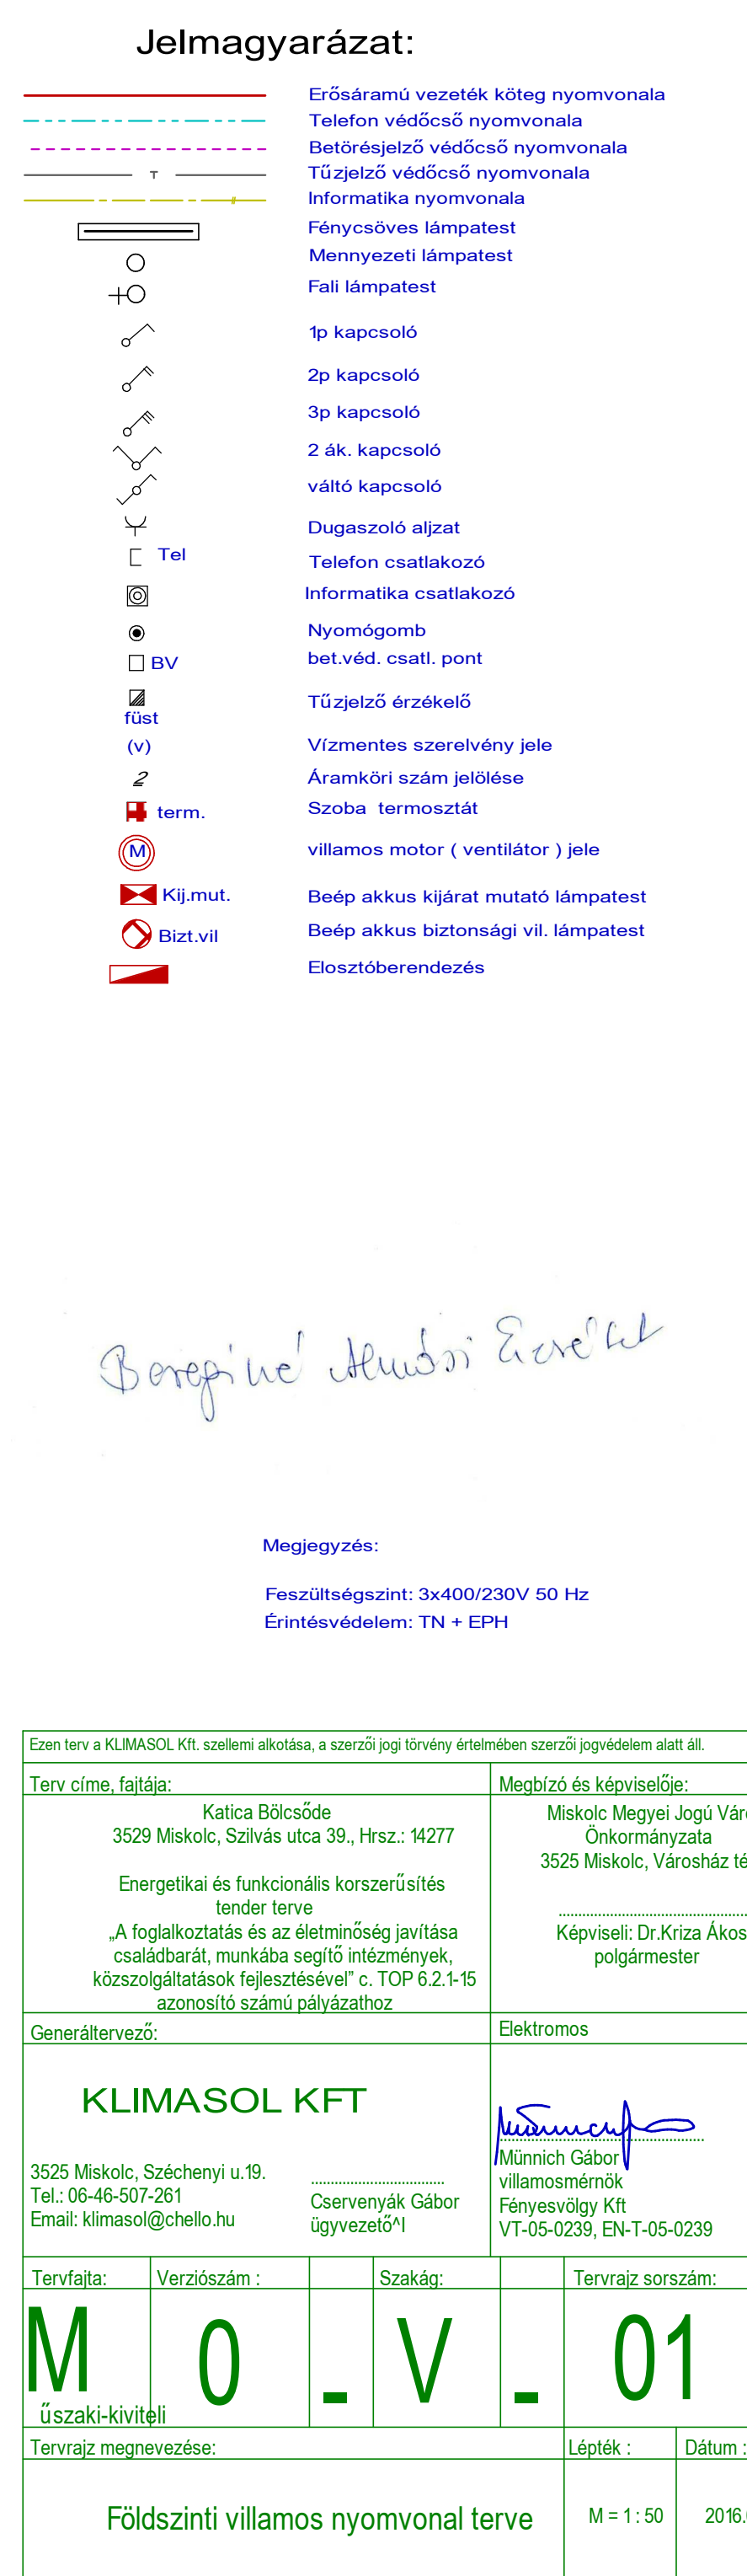 Jelmagyarázat:
Erősáramú vezeték köteg nyomvonala
Telefon védőcső nyomvonala
Betörésjelző védőcső nyomvonala
T Tűzjelző védőcső nyomvonala
Informatika nyomvonala
Fénycsöves lámpatest
Mennyezeti lámpatest
Fali lámpatest
1p kapcsoló
2p kapcsoló
3p kapcsoló
2 ák. kapcsoló
váltó kapcsoló
Dugaszoló aljzat
Tel Telefon csatlakozó
Informatika csatlakozó
Nyomógomb
BV bet.véd. csatl. pont
füst Tűzjelző érzékelő
(v) Vízmentes szerelvény jele
2 Áramköri szám jelölése
term. Szoba termosztát
M villamos motor ( ventilátor ) jele
Kij.mut. Beép akkus kijárat mutató lámpatest
Bizt.vil Beép akkus biztonsági vil. lámpatest
Elosztóberendezés
Almási
Megjegyzés:
Feszültségszint: 3x400/230V 50 Hz
Érintésvédelem: TN + EPH
Ezen terv a KLIMASOL Kft. szellemi alkotása, a szerzői jogi törvény értelmében szerzői jogvédelem alatt áll.
Terv címe, fajtája:
Katica Bölcsőde
3529 Miskolc, Szilvás utca 39., Hrsz.: 14277
Energetikai és funkcionális korszerűsítés
tender terve
„A foglalkoztatás és az életminőség javítása
családbarát, munkába segítő intézmények,
közszolgáltatások fejlesztésével” c. TOP 6.2.1-15
azonosító számú pályázathoz
Megbízó és képviselője:
Miskolc Megyei Jogú Vár
Önkormányzata
3525 Miskolc, Városház té
Képviseli: Dr.Kriza Ákos
polgármester
Generáltervező:
KLIMASOL KFT
3525 Miskolc, Széchenyi u.19.
Tel.: 06-46-507-261
Email: klimasol@chello.hu
Cservenyák Gábor
ügyvezető^I
Elektromos
Münnich Gábor
villamosmérnök
Fényesvölgy Kft
VT-05-0239, EN-T-05-0239
Tervfajta: Verziószám : Szakág: Tervrajz sorszám:
M 0 - V - 01
űszaki-kiviteli
Tervrajz megnevezése: Lépték : Dátum :
Földszinti villamos nyomvonal terve M = 1 : 50 2016.